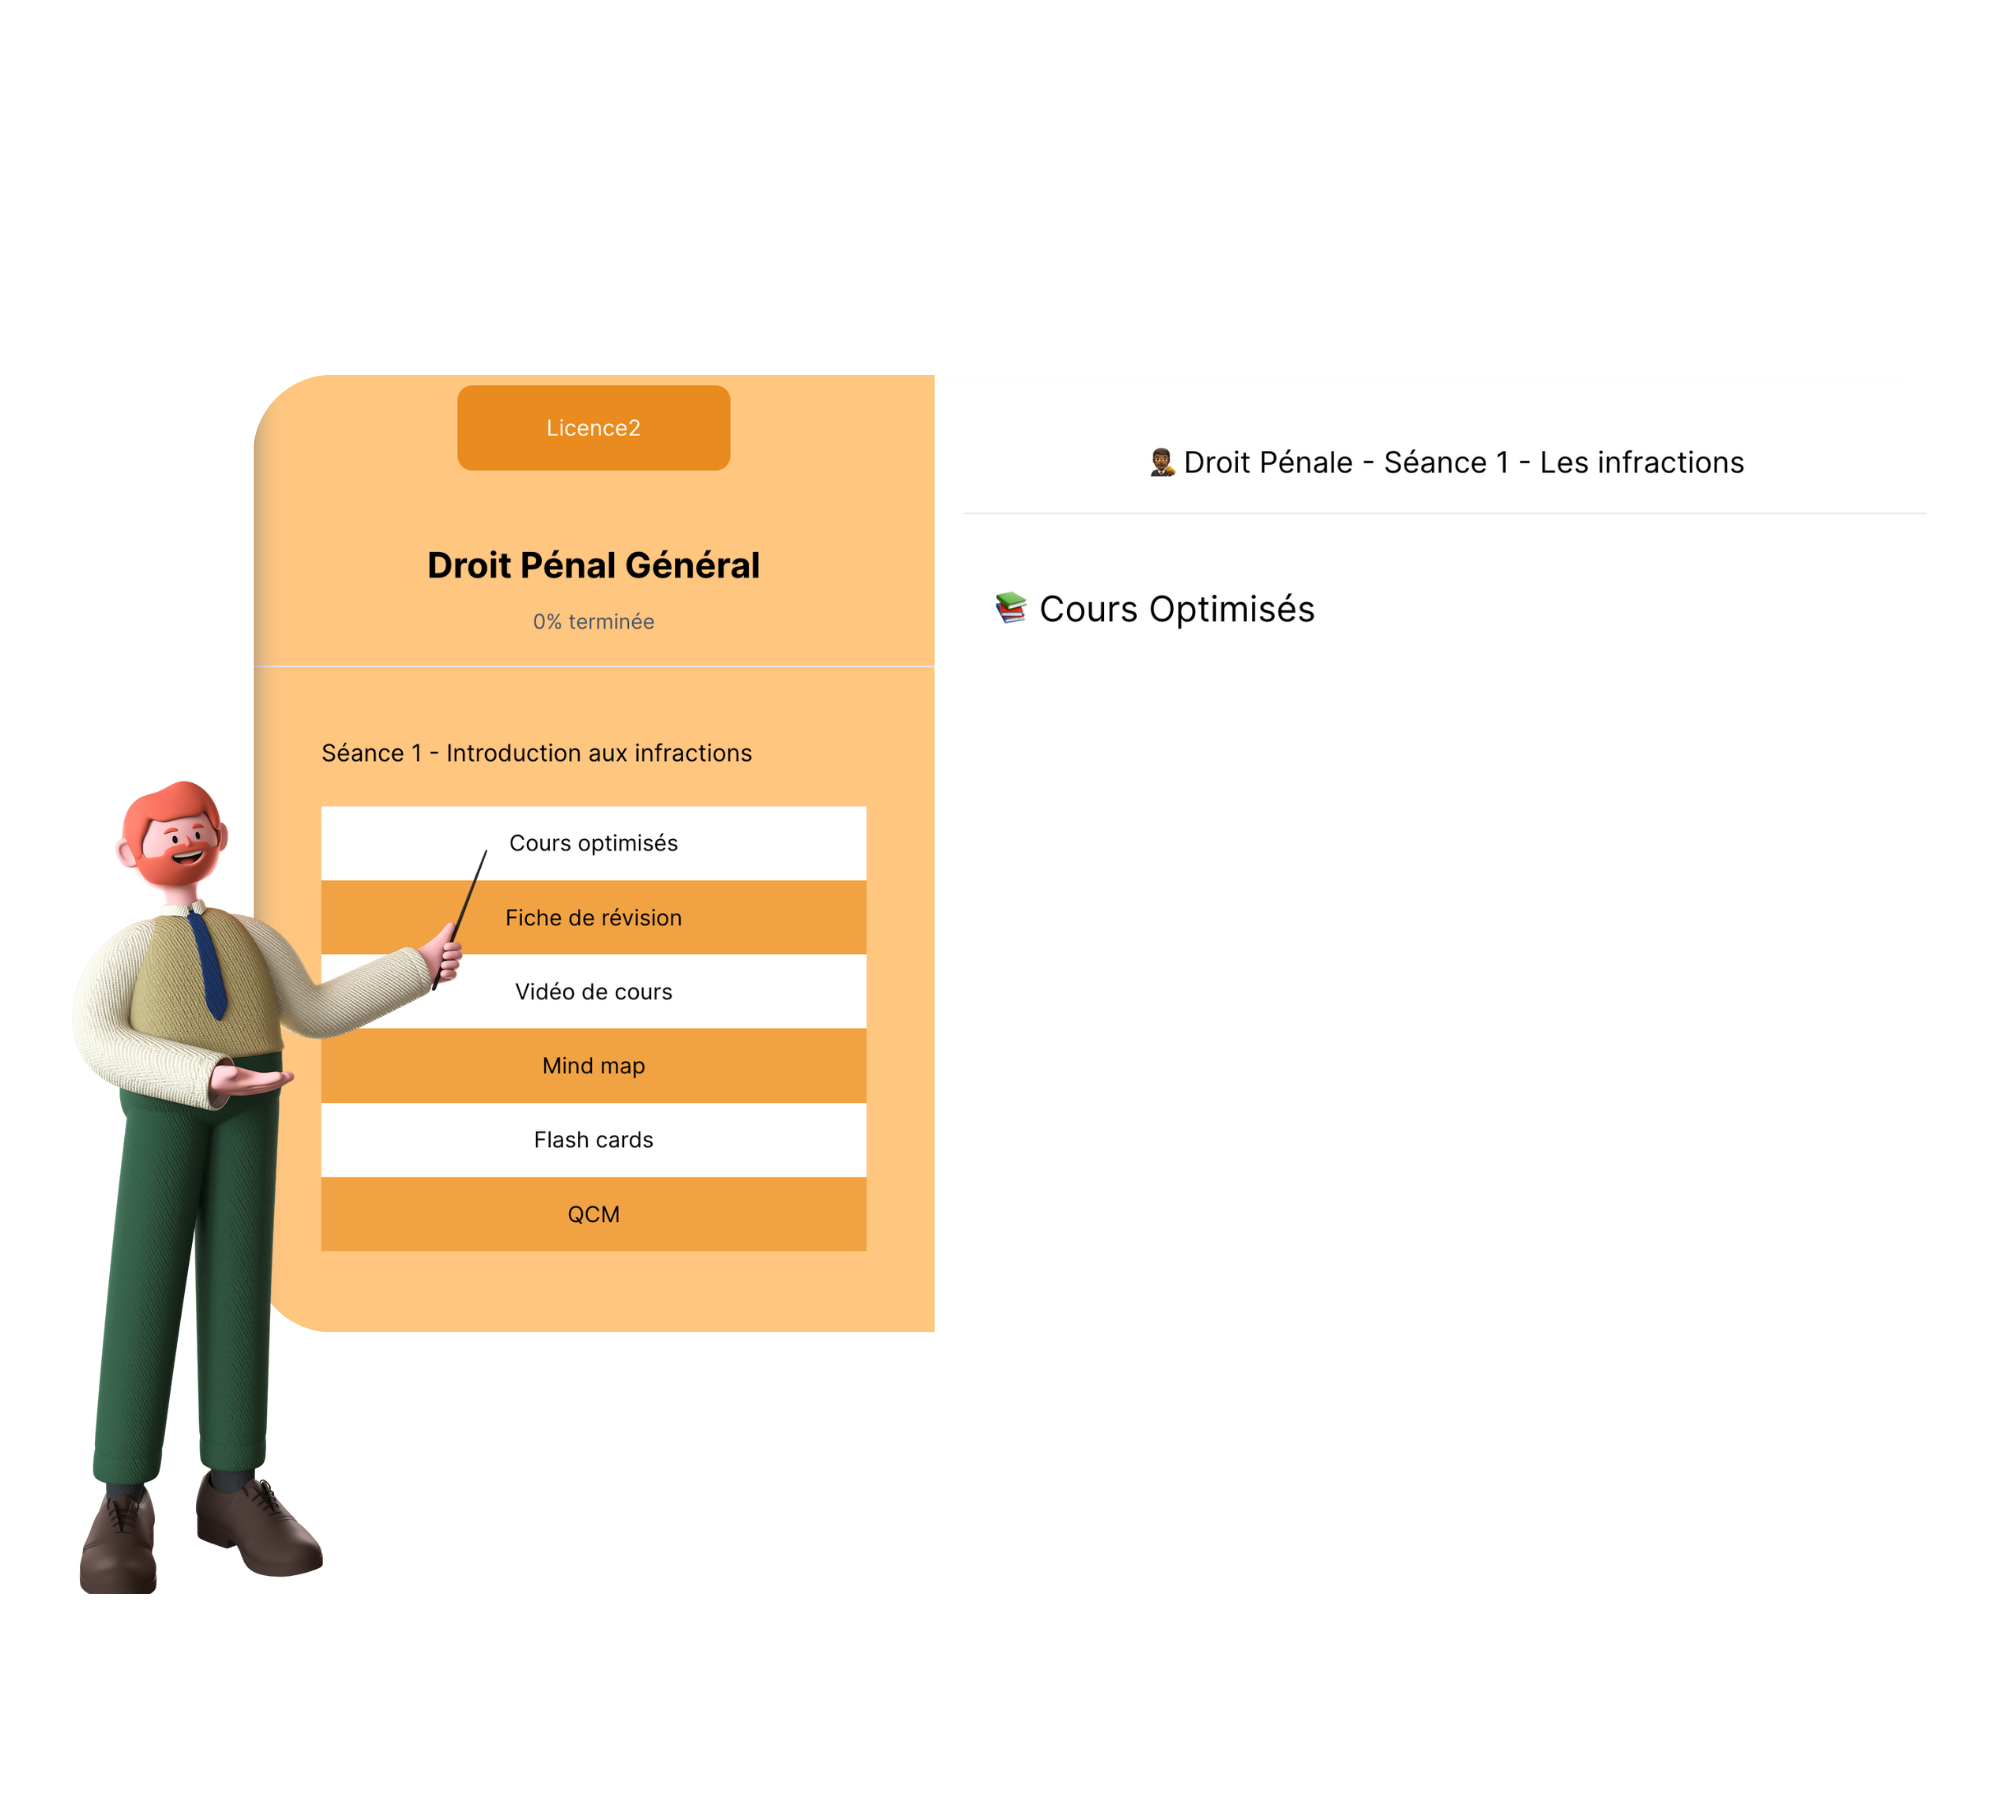 Licence2
Droit Pénal Général
0% terminée
Séance 1 - Introduction aux infractions
Cours optimisés
Fiche de révision
Vidéo de cours
Mind map
Flash cards
QCM
Droit Pénale - Séance 1 - Les infractions
Cours Optimisés